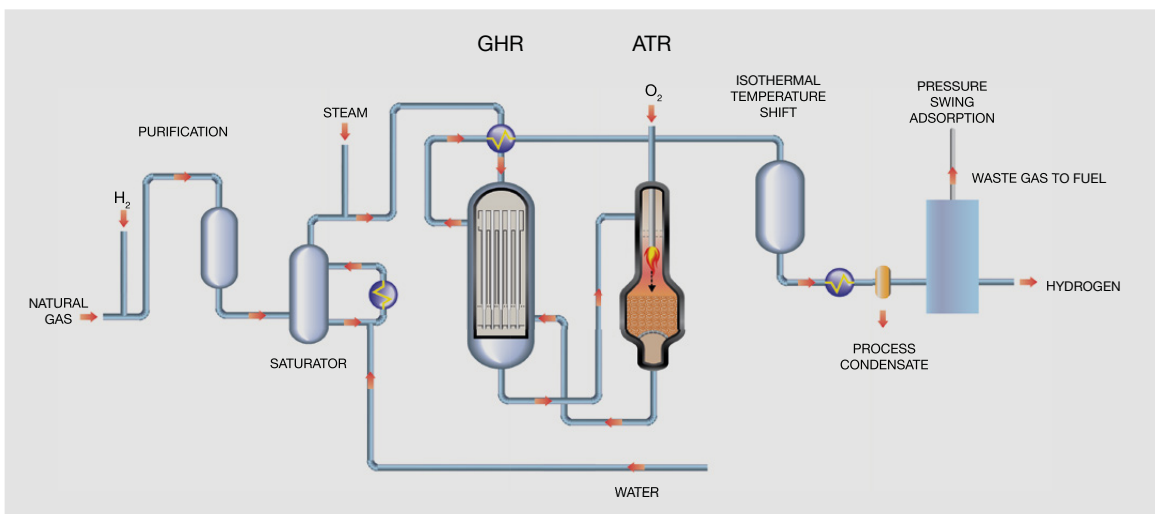 GHR
ATR
O2
ISOTHERMAL
TEMPERATURE
SHIFT
PRESSURE
SWING
ADSORPTION
STEAM
PURIFICATION
WASTE GAS TO FUEL
H2
NATURAL
GAS
HYDROGEN
SATURATOR
PROCESS
CONDENSATE
WATER